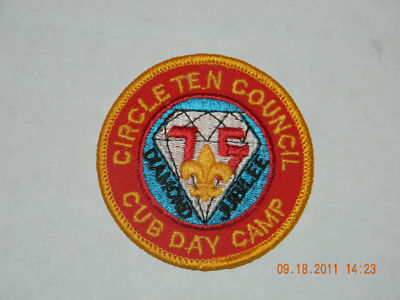 CIRCLE TEN COUNCIL
75
DIAMOND JUBILEE
CUB DAY CAMP
09.18.2011 14:23